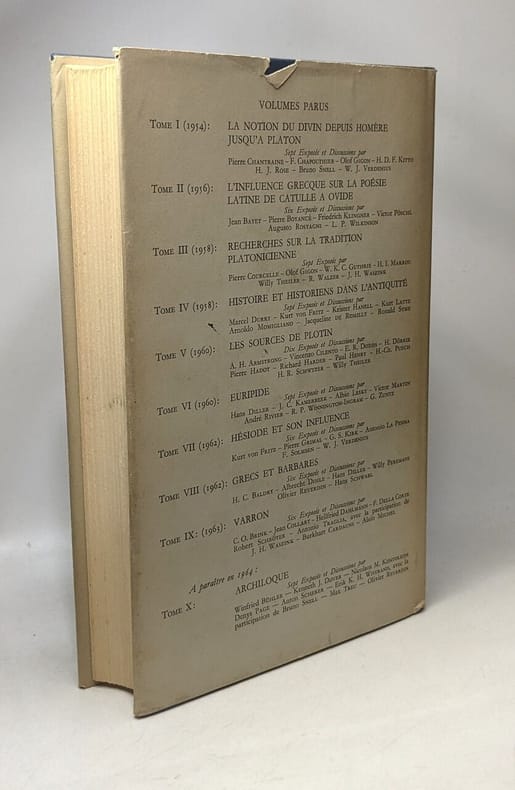 VOLUMES PARUS
TOME I (1954): LA NOTION DU DIVIN DEPUIS HOMÈRE
JUSQU'A PLATON
Sept Exposés et Discussions par
Pierre CHANTRAINE – F. CHAPOUTHIER – Olof GIGON – H. D. F. KITTO
H. J. ROSE – Bruno SNELL – W. J. VERDENIUS
TOME II (1956): L'INFLUENCE GRECQUE SUR LA POÉSIE
LATINE DE CATULLE A OVIDE
Six Exposés et Discussions par
Jean BAYET – Pierre BOYANCÉ – Friedrich KLINGNER – Victor PÖSCHL
Augusto ROSTAGNI – L. P. WILKINSON
TOME III (1958): RECHERCHES SUR LA TRADITION
PLATONICIENNE
Sept Exposés par
Pierre COURCELLE – Olof GIGON – W. K. C. GUTHRIE – H. I. MARROU
Willy THEILER – R. WALZER – J. H. WASZINK
TOME IV (1958): HISTOIRE ET HISTORIENS DANS L'ANTIQUITÉ
Sept Exposés et Discussions par
Marcel DURRY – Kurt von FRITZ – Krister HANELL – Kurt LATTE
Arnoldo MOMIGLIANO – Jacqueline DE ROMILLY – Ronald SYME
TOME V (1960): LES SOURCES DE PLOTIN
Dix Exposés et Discussions par
A. H. ARMSTRONG – Vincenzo CILENTO – E. R. DODDS – H. DÖRRIE
Pierre HADOT – Richard HARDER – Paul HENRY – H.-Ch. PUECH
H. R. SCHWYZER – Willy THEILER
TOME VI (1960): EURIPIDE
Sept Exposés et Discussions par
Hans DILLER – J. C. KAMERBEEK – Albin LESKY – Victor MARTIN
André RIVIER – R. P. WINNINGTON-INGRAM – G. ZUNTZ
TOME VII (1962): HÉSIODE ET SON INFLUENCE
Six Exposés et Discussions par
Kurt von FRITZ – Pierre GRIMAL – G. S. KIRK – Antonio LA PENNA
F. SOLMSEN – W. J. VERDENIUS
TOME VIII (1962): GRECS ET BARBARES
Six Exposés et Discussions par
H. C. BALDRY – Albrecht DIHLE – Hans DILLER – Willy PEREMANS
Olivier REVERDIN – Hans SCHWABL
TOME IX: (1963): VARRON
Six Exposés et Discussions par
C. O. BRINK – Jean COLLART – Hellfried DAHLMANN – F. DELLA CORTE
Robert SCHRÖTER – Antonio TRAGLIA, avec la participation de
J. H. WASZINK – Burkhart CARDAUNS – Alain MICHEL
A paraître en 1964:
TOME X: ARCHILOQUE
Sept Exposés et Discussions par
Winfried BÜHLER — Kenneth J. DOVER — Nicolaos M. KONTOLEON
Denys PAGE — Anton SCHERER — Erik K. H. WISTRAND, avec la
participation de Bruno SNELL — Max TREU — Olivier REVERDIN